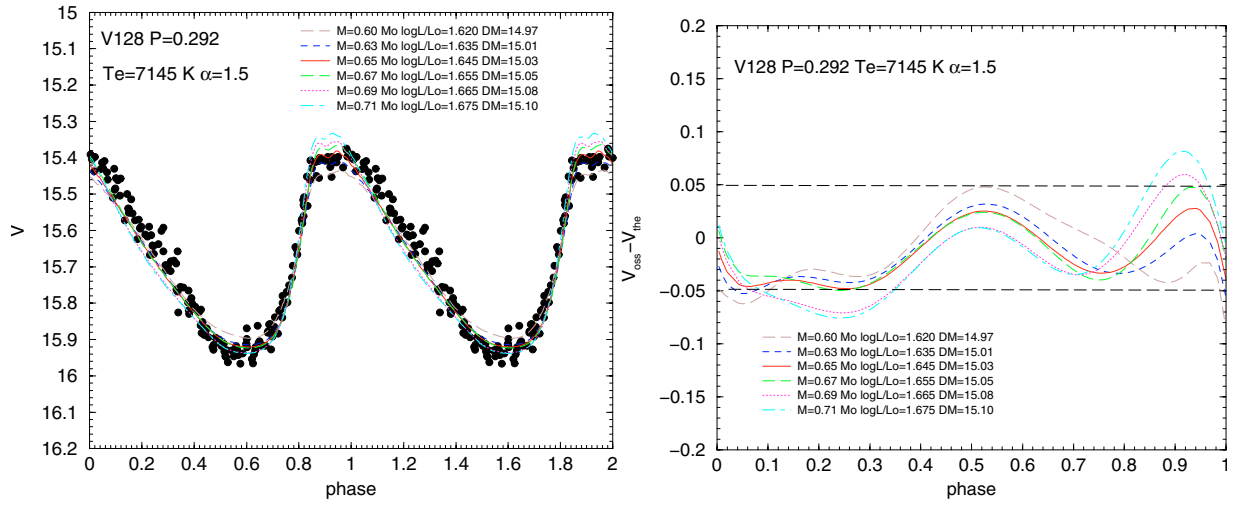 V128 P=0.292
Te=7145 K α=1.5
M=0.60 Mo logL/Lo=1.620 DM=14.97
M=0.63 Mo logL/Lo=1.635 DM=15.01
M=0.65 Mo logL/Lo=1.645 DM=15.03
M=0.67 Mo logL/Lo=1.655 DM=15.05
M=0.69 Mo logL/Lo=1.665 DM=15.08
M=0.71 Mo logL/Lo=1.675 DM=15.10
V
15
15.1
15.2
15.3
15.4
15.5
15.6
15.7
15.8
15.9
16
16.1
16.2
0 0.2 0.4 0.6 0.8 1 1.2 1.4 1.6 1.8 2
phase
V128 P=0.292 Te=7145 K α=1.5
Voss−Vthe
0.2
0.15
0.1
0.05
0
−0.05
−0.1
−0.15
−0.2
M=0.60 Mo logL/Lo=1.620 DM=14.97
M=0.63 Mo logL/Lo=1.635 DM=15.01
M=0.65 Mo logL/Lo=1.645 DM=15.03
M=0.67 Mo logL/Lo=1.655 DM=15.05
M=0.69 Mo logL/Lo=1.665 DM=15.08
M=0.71 Mo logL/Lo=1.675 DM=15.10
0 0.1 0.2 0.3 0.4 0.5 0.6 0.7 0.8 0.9 1
phase